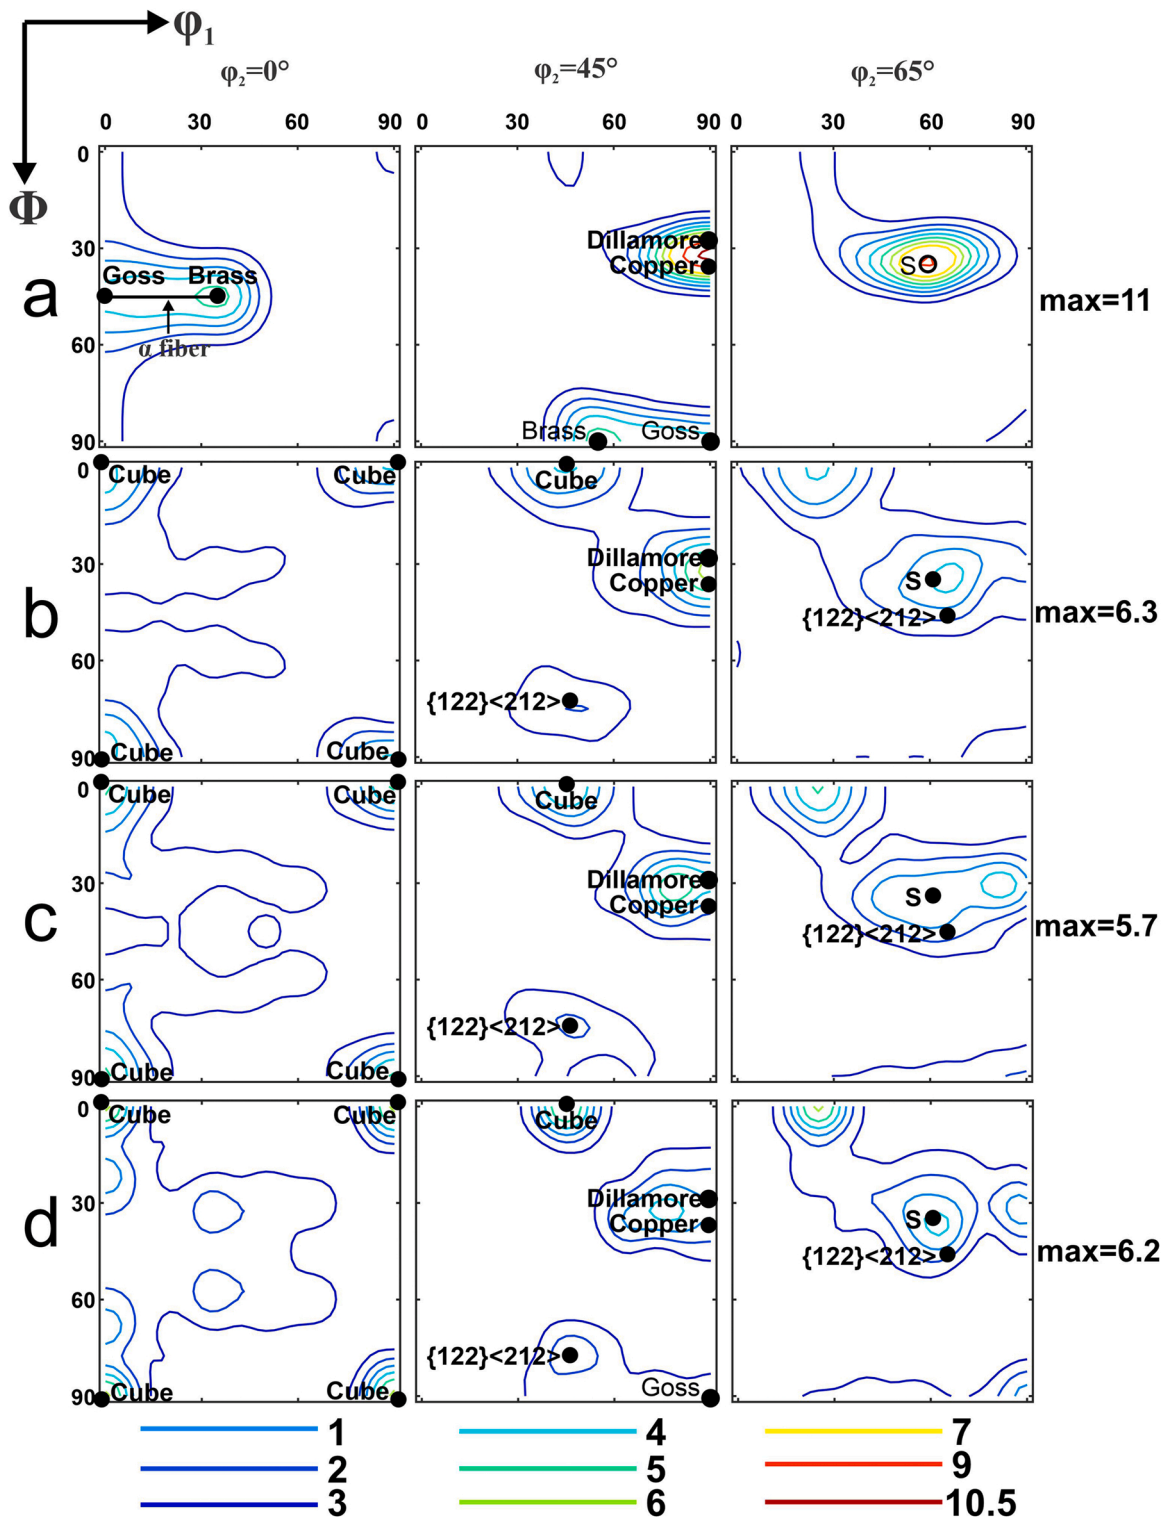 φ₁
φ₂=0° φ₂=45° φ₂=65°
0 30 60 0 30 60 90 0 30 60 90
Φ
0
30
60
90
a
Goss Brass
α fiber
Dillamore
Copper
Brass Goss
S
max=11
b
0
30
60
90
Cube Cube
Cube Cube
Cube
Dillamore
Copper
{122}<212>
S
{122}<212>
max=6.3
c
0
30
60
90
Cube Cube
Cube Cube
Cube
Dillamore
Copper
{122}<212>
S
{122}<212>
max=5.7
d
0
30
60
90
Cube Cube
Cube Cube
Cube
Dillamore
Copper
{122}<212>
Goss
S
{122}<212>
max=6.2
1 4 7
2 5 9
3 6 10.5